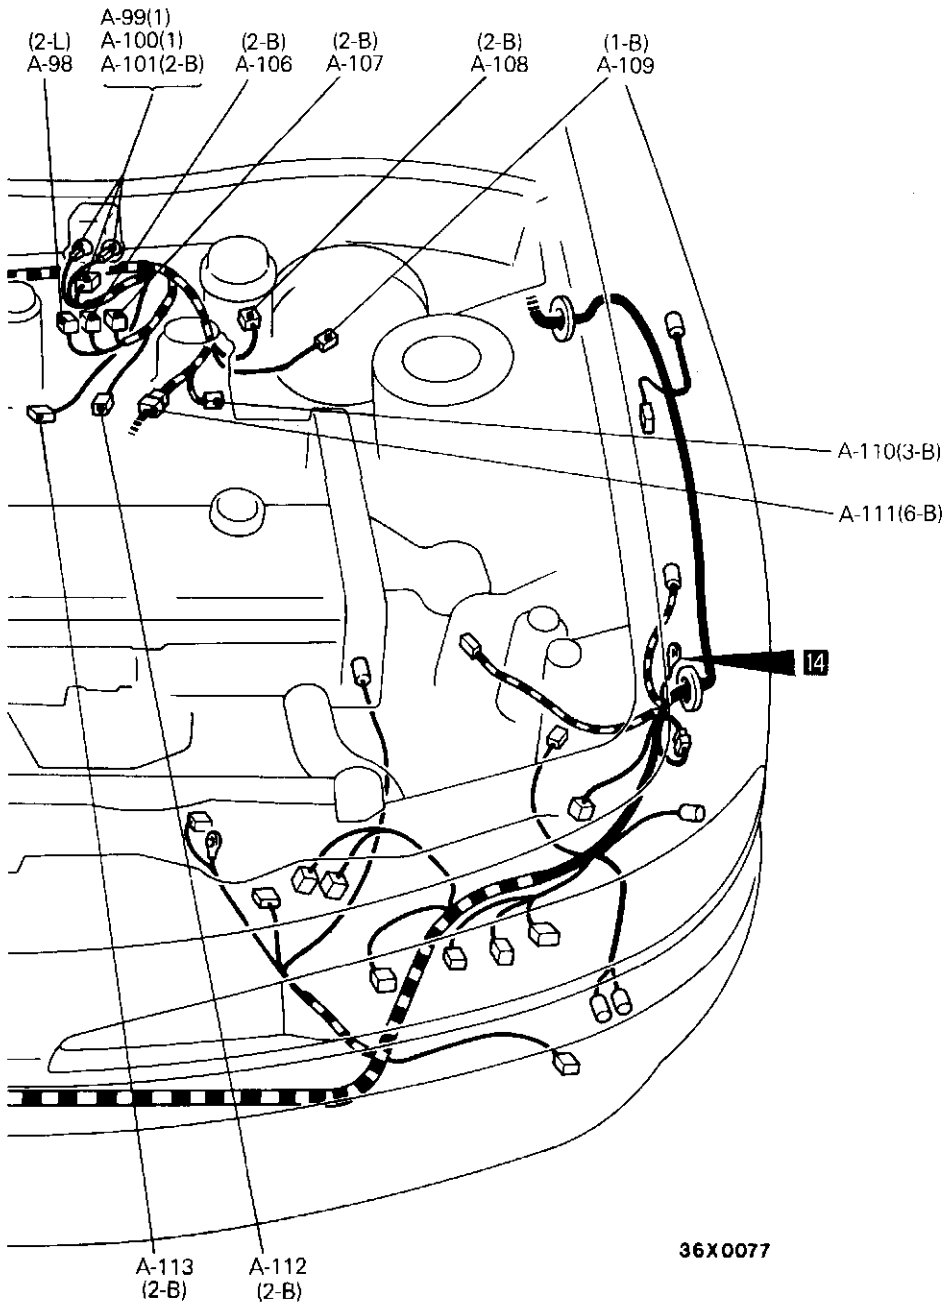 A-99(1)
(2-L) A-100(1) (2-B) (2-B) (2-B) (1-B)
A-98 A-101(2-B) A-106 A-107 A-108 A-109
A-110(3-B)
A-111(6-B)
14
36X0077
A-113 A-112
(2-B) (2-B)